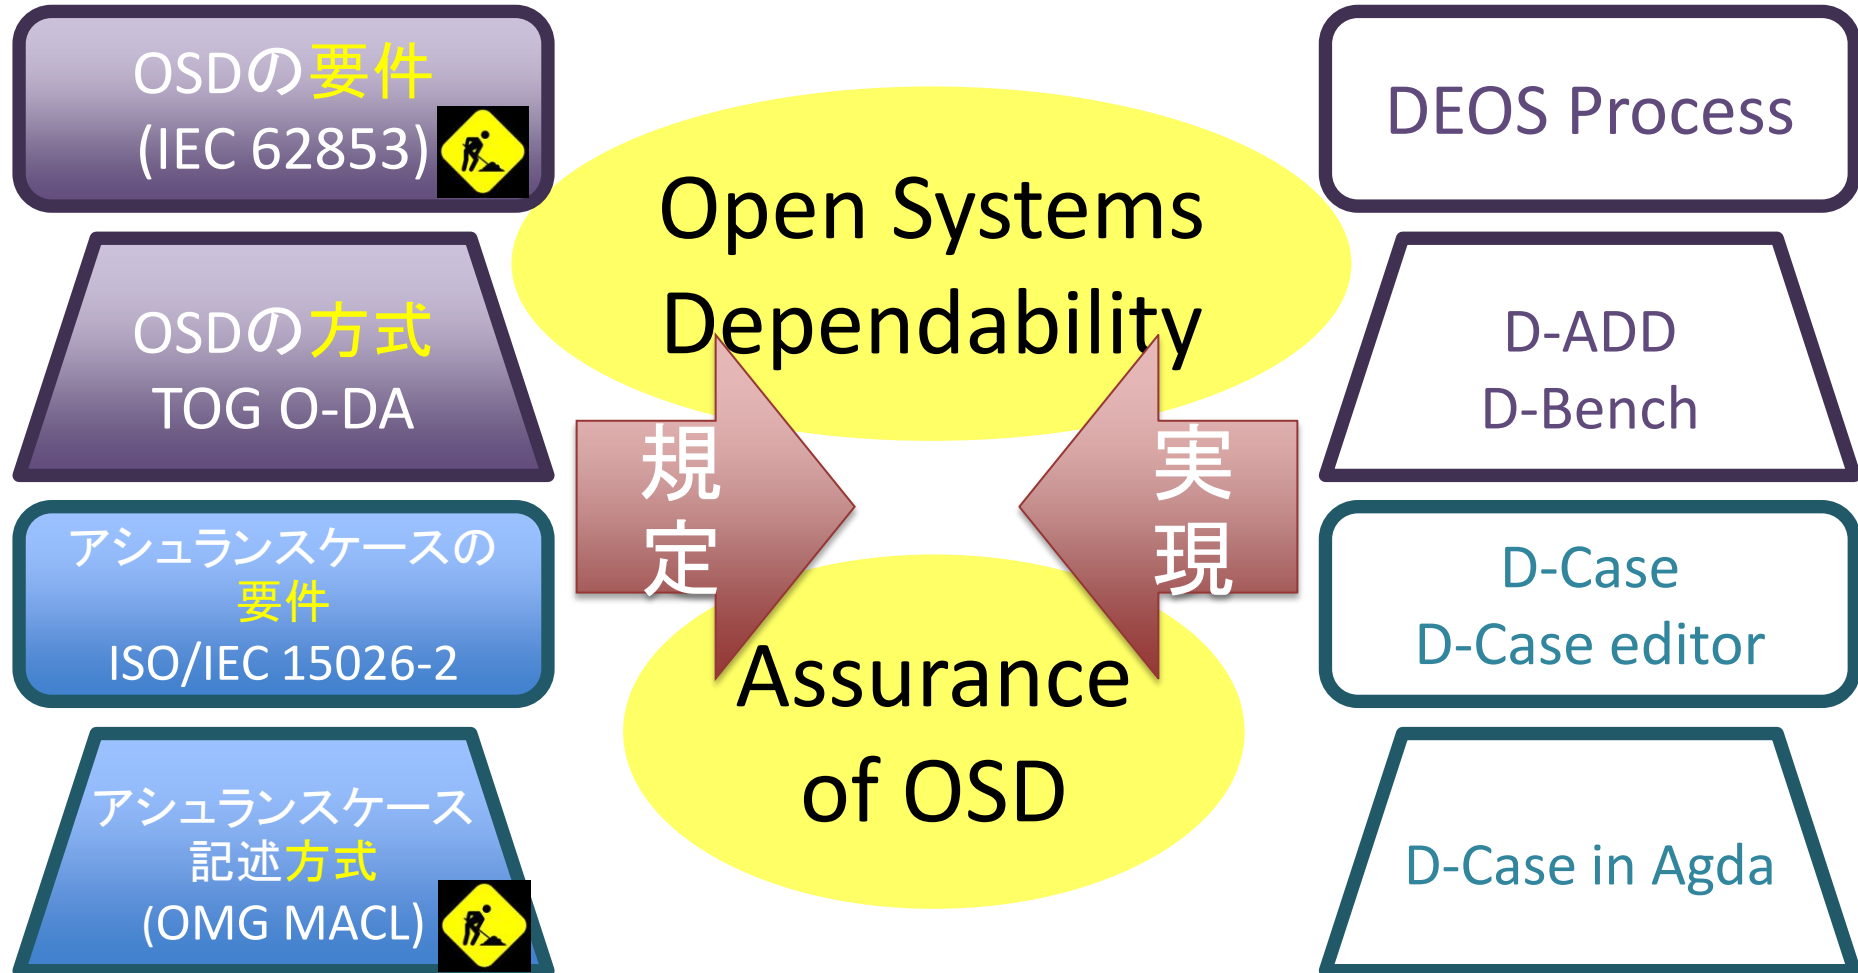 OSDの要件
(IEC 62853)
OSDの方式
TOG O-DA
アシュランスケースの
要件
ISO/IEC 15026-2
アシュランスケース
記述方式
(OMG MACL)
Open Systems
Dependability
規
定
実
現
Assurance
of OSD
DEOS Process
D-ADD
D-Bench
D-Case
D-Case editor
D-Case in Agda